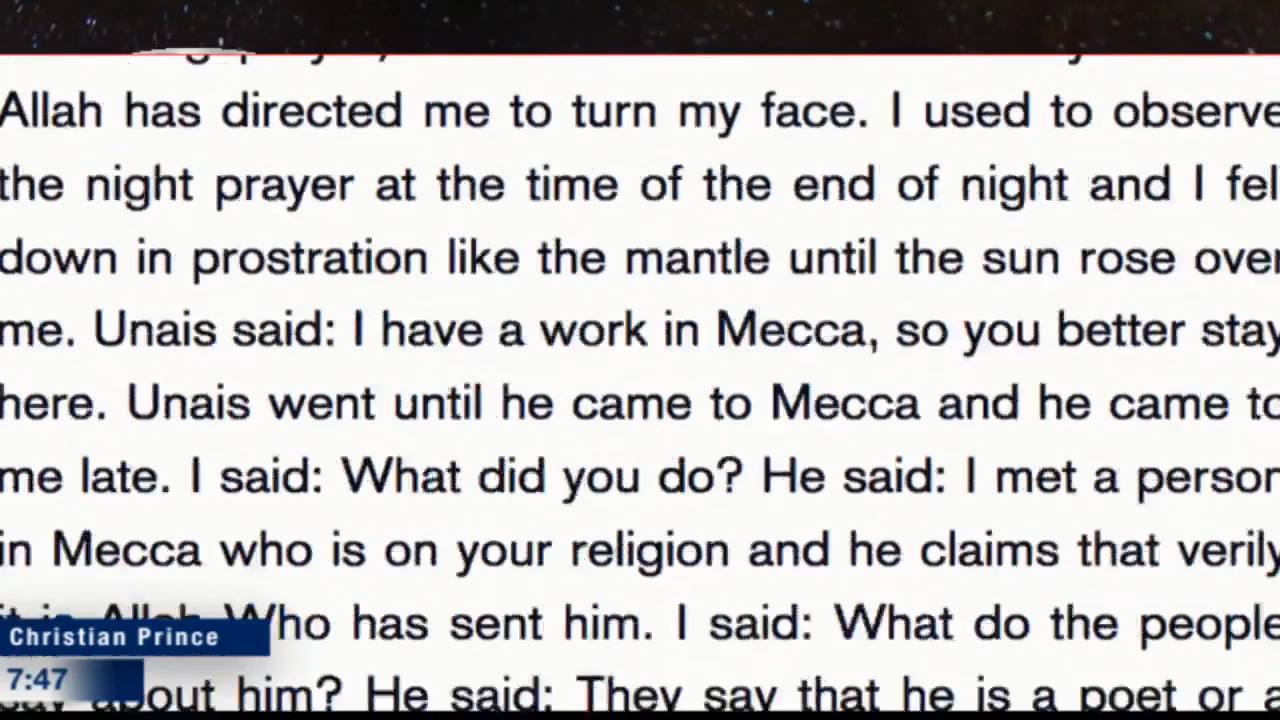 Allah has directed me to turn my face. I used to observe
the night prayer at the time of the end of night and I fel
down in prostration like the mantle until the sun rose over
me. Unais said: I have a work in Mecca, so you better stay
here. Unais went until he came to Mecca and he came to
me late. I said: What did you do? He said: I met a person
in Mecca who is on your religion and he claims that verily
it is Allah Who has sent him. I said: What do the people
Christian Prince
7:47
say about him? He said: They say that he is a poet or a